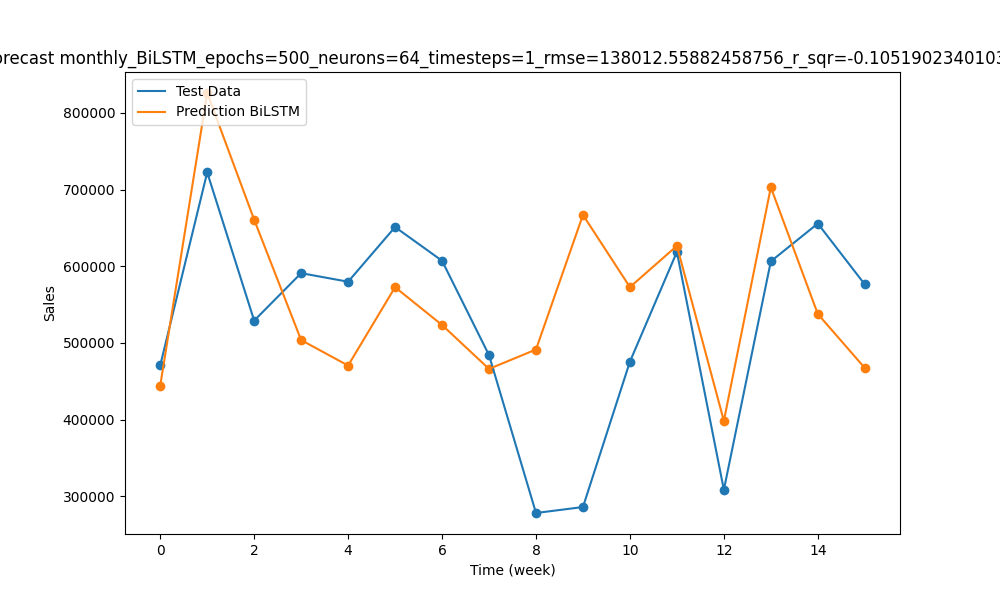 orecast monthly_BiLSTM_epochs=500_neurons=64_timesteps=1_rmse=138012.55882458756_r_sqr=-0.1051902340103
Test Data
Prediction BiLSTM
800000
700000
600000
500000
400000
300000
Sales
0 2 4 6 8 10 12 14
Time (week)